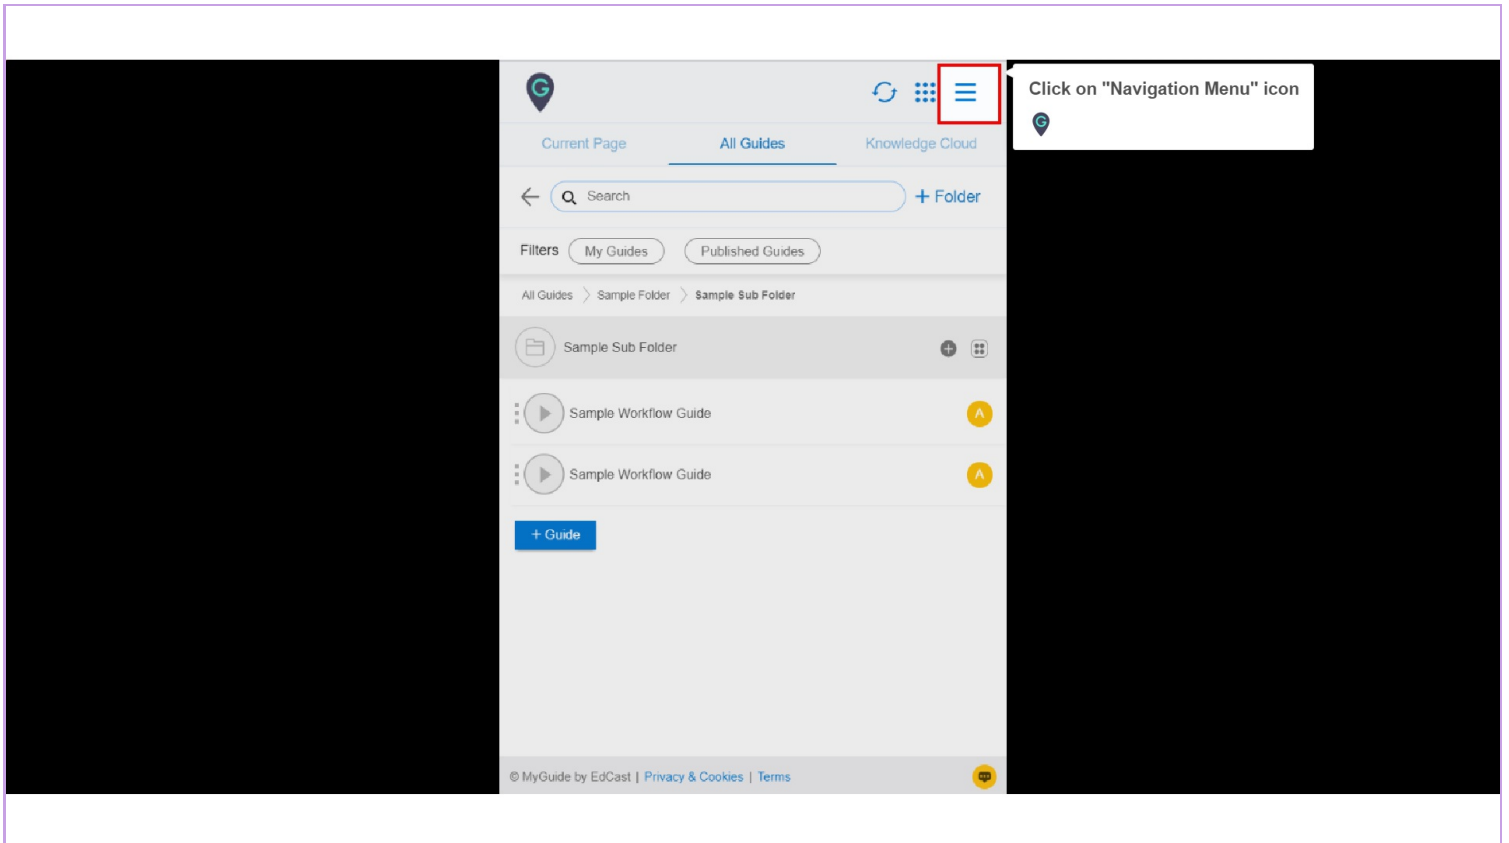 G
Click on "Navigation Menu" icon
G
Current Page
All Guides
Knowledge Cloud
Search
+ Folder
Filters
My Guides
Published Guides
All Guides
Sample Folder
Sample Sub Folder
Sample Sub Folder
Sample Workflow Guide
A
Sample Workflow Guide
A
+ Guide
© MyGuide by EdCast | Privacy & Cookies | Terms